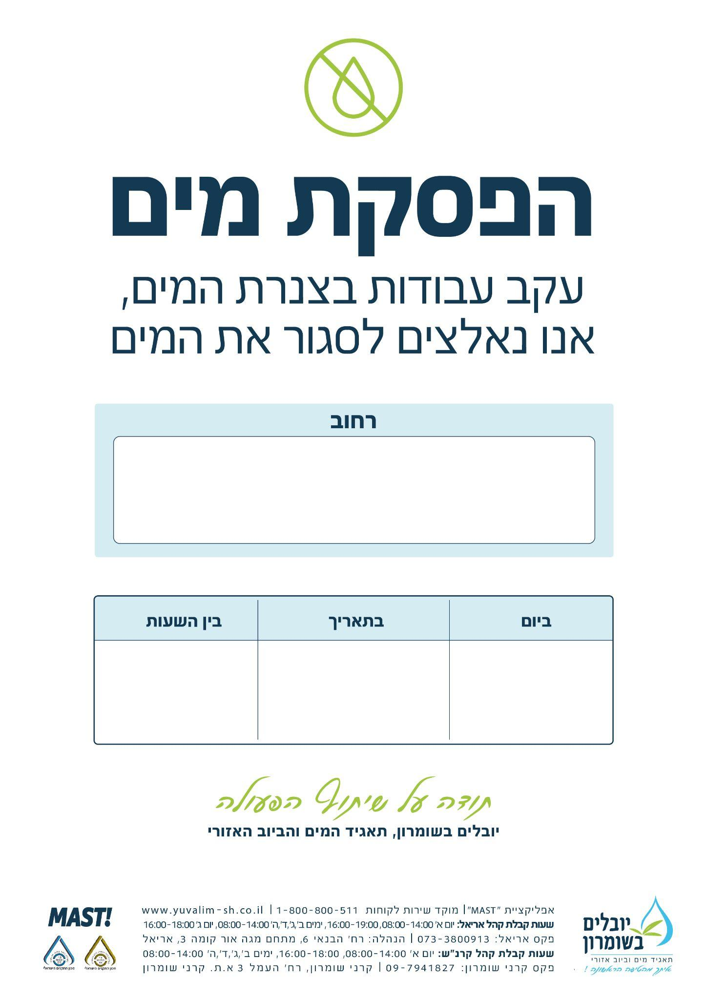 הפסקת מים
עקב עבודות בצנרת המים,
אנו נאלצים לסגור את המים
רחוב
ביום בתאריך בין השעות
תודה על שיתוף הפעולה
יובלים בשומרון, תאגיד המים והביוב האזורי
אפליקציית "MAST" | מוקד שירות לקוחות 1-800-800-511 | www.yuvalim-sh.co.il
שעות קבלת קהל אריאל: יום א' 08:00-14:00, 16:00-19:00, ימים ב',ג',ד',ה' 08:00-14:00, יום ג' 16:00-18:00
פקס אריאל: 073-3800913 | הנהלה: רח' הבנאי 6, מתחם מגה אור קומה 3, אריאל
שעות קבלת קהל קרנ"ש: יום א' 08:00-14:00, 16:00-18:00, ימים ב',ג',ד',ה' 08:00-14:00
פקס קרני שומרון: 09-7941827 | קרני שומרון, רח' העמל 3 א.ת. קרני שומרון
יובלים
בשומרון
תאגיד מים וביוב אזורי
איתך מהטיפה הראשונה !
MAST!
מכון התקנים הישראלי
מכון התקנים הישראלי